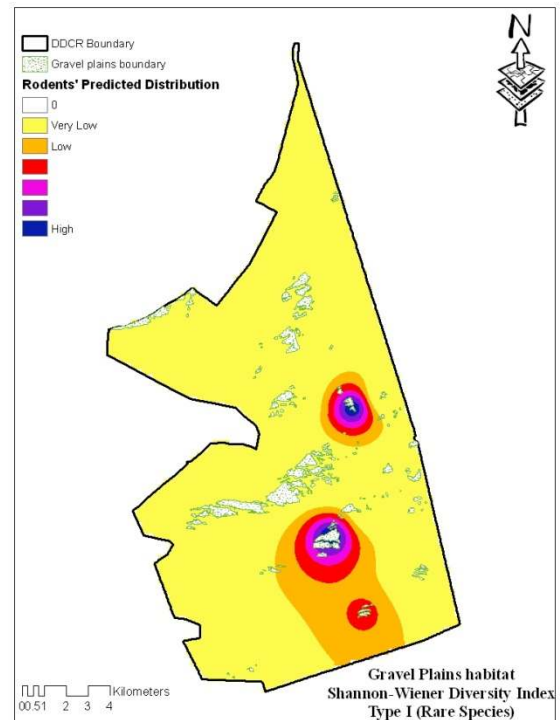 DDCR Boundary
Gravel plains boundary
Rodents' Predicted Distribution
0
Very Low
Low
High
N
00.51 2 3 4
Kilometers
Gravel Plains habitat
Shannon-Wiener Diversity Index
Type I (Rare Species)